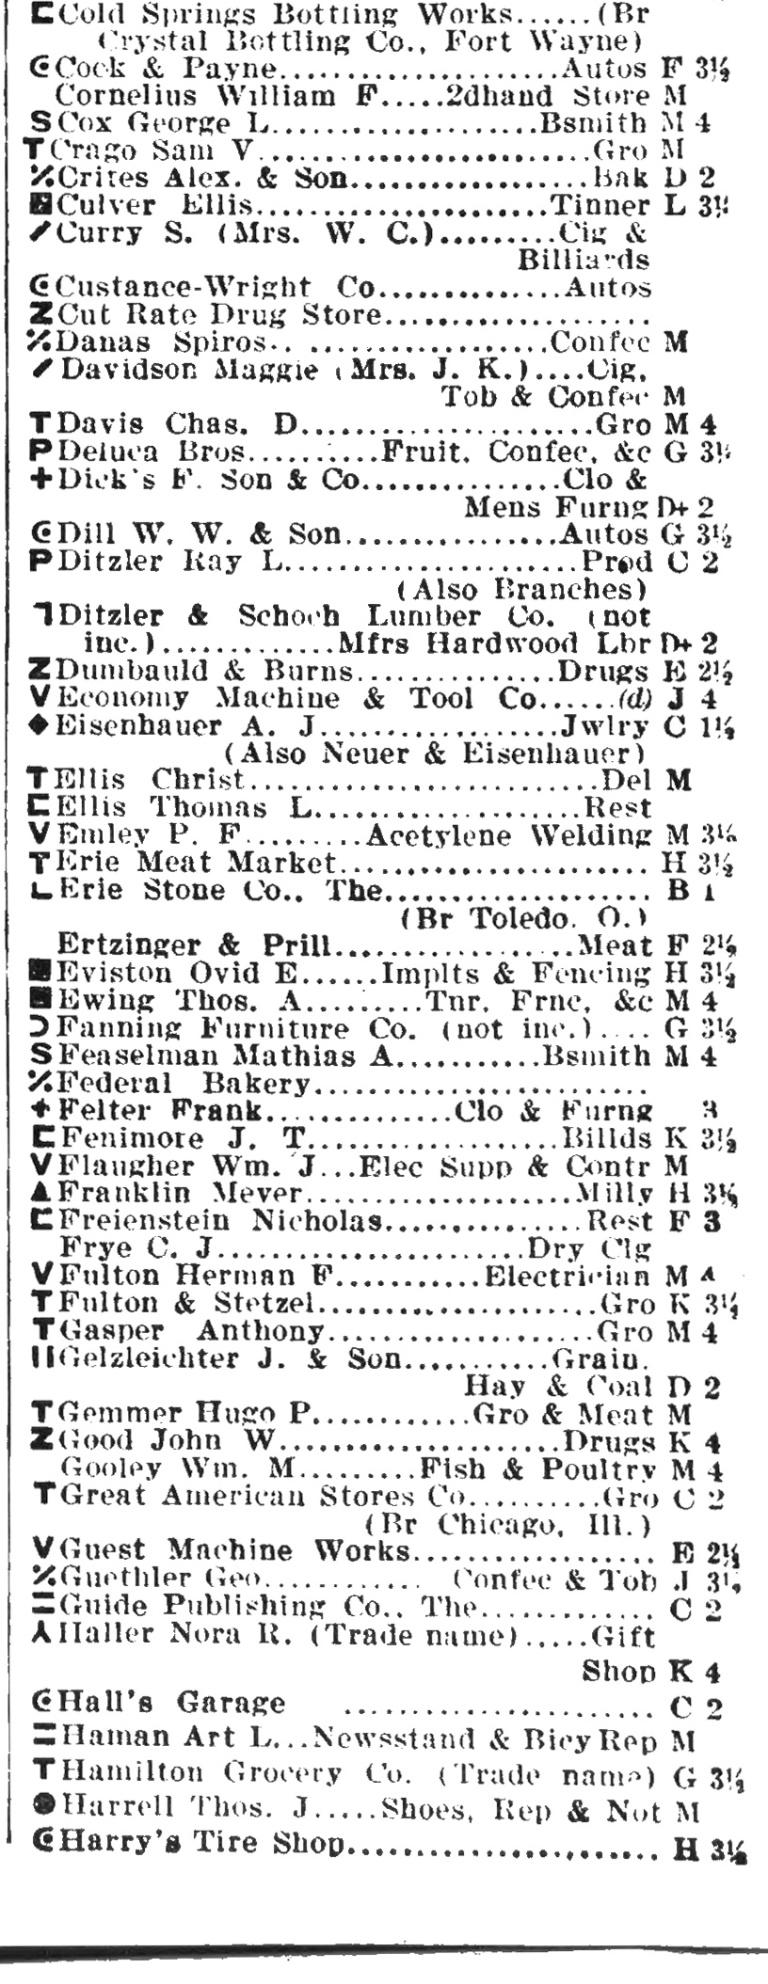 ⊏Cold Springs Bottling Works......(Br
Crystal Bottling Co., Fort Wayne)
Cock & Payne....................Autos F 3½
Cornelius William F.....2dhand Store M
S Cox George L...................Bsmith M 4
T Crago Sam V........................Gro M
% Crites Alex. & Son.................Bak D 2
Culver Ellis.....................Tinner L 3½
Curry S. (Mrs. W. C.).........Cig &
Billiards
Custance-Wright Co.............Autos
Z Cut Rate Drug Store...................
% Danas Spiros.. .................Confec M
Davidson Maggie (Mrs. J. K.)....Cig,
Tob & Confec M
T Davis Chas. D.....................Gro M 4
P Deluca Bros..........Fruit, Confec, &c G 3½
+ Dick's F. Son & Co..............Clo &
Mens Furng D+ 2
Dill W. W. & Son................Autos G 3½
P Ditzler Ray L.....................Prod C 2
(Also Branches)
Ditzler & Schoch Lumber Co. (not
inc.).............Mfrs Hardwood Lbr D+ 2
Z Dumbauld & Burns...............Drugs E 2½
V Economy Machine & Tool Co......(d) J 4
◆ Eisenhauer A. J.................Jwlry C 1½
(Also Neuer & Eisenhauer)
T Ellis Christ.........................Del M
⊏Ellis Thomas L...................Rest
V Emley P. F.........Acetylene Welding M 3½
T Erie Meat Market...................... H 3½
L Erie Stone Co., The................... B 1
(Br Toledo, O.)
Ertzinger & Prill.................Meat F 2½
■ Eviston Ovid E......Implts & Fencing H 3½
■ Ewing Thos. A.........Tnr, Frnc, &c M 4
Fanning Furniture Co. (not inc.).... G 3½
S Feaselman Mathias A...........Bsmith M 4
% Federal Bakery........................
+ Felter Frank..............Clo & Furng 3
⊏Fenimore J. T..................Billds K 3½
V Flaugher Wm. J...Elec Supp & Contr M
▲ Franklin Meyer...................Milly H 3½
⊏Freienstein Nicholas..............Rest F 3
Frye C. J......................Dry Clg
V Fulton Herman F...........Electrician M 4
T Fulton & Stetzel....................Gro K 3½
T Gasper Anthony...................Gro M 4
Gelzleichter J. & Son...........Grain,
Hay & Coal D 2
T Gemmer Hugo P............Gro & Meat M
Z Good John W....................Drugs K 4
Gooley Wm. M.........Fish & Poultry M 4
T Great American Stores Co..........Gro C 2
(Br Chicago, Ill.)
V Guest Machine Works.................. E 2½
% Guethler Geo............ Confec & Tob J 3½
= Guide Publishing Co., The............. C 2
Haller Nora R. (Trade name).....Gift
Shop K 4
Hall's Garage ....................... C 2
= Haman Art L...Newsstand & Bicy Rep M
T Hamilton Grocery Co. (Trade name) G 3½
● Harrell Thos. J.....Shoes, Rep & Not M
Harry's Tire Shop....................... H 3½